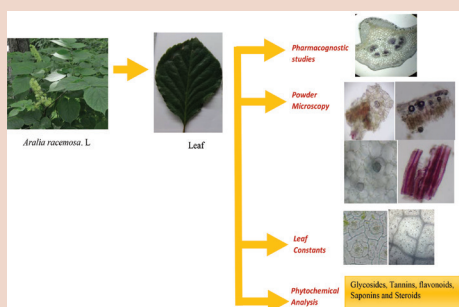 Pharmacognostic
studies
Powder
Microscopy
Aralia racemosa. L
Leaf
Leaf
Constants
Phytochemical
Analysis
Glycosides, Tannins, flavonoids,
Saponins and Steroids